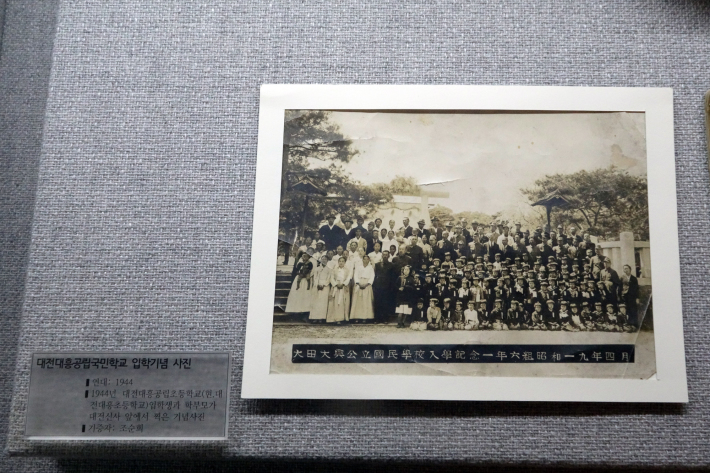 대전대흥공립국민학교 입학기념 사진
연대: 1944
1944년 대전대흥공립초등학교(現,대
전대흥초등학교)입학생과 학부모가
대전신사 앞에서 찍은 기념사진
기증자: 조순희
大田大興公立國民學校入學記念一年六組昭和一九年四月